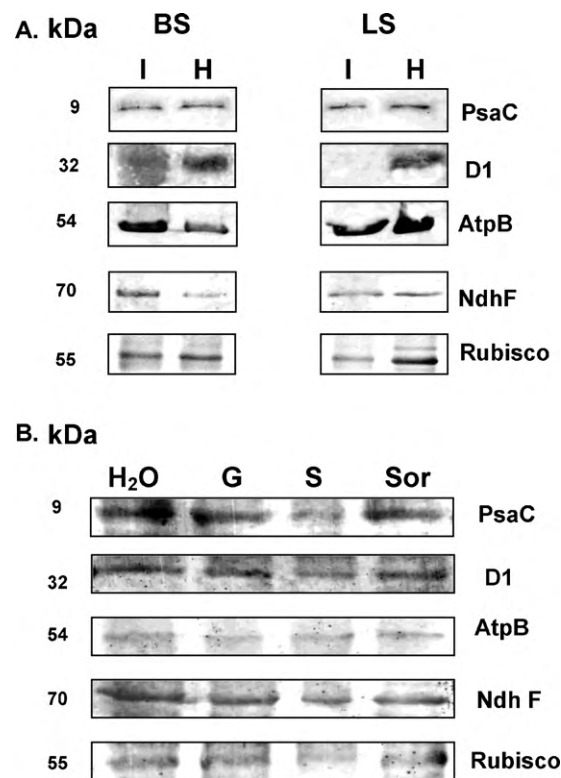 A. kDa BS LS
I H I H
9 PsaC
32 D1
54 AtpB
70 NdhF
55 Rubisco
B. kDa
H₂O G S Sor
9 PsaC
32 D1
54 AtpB
70 Ndh F
55 Rubisco